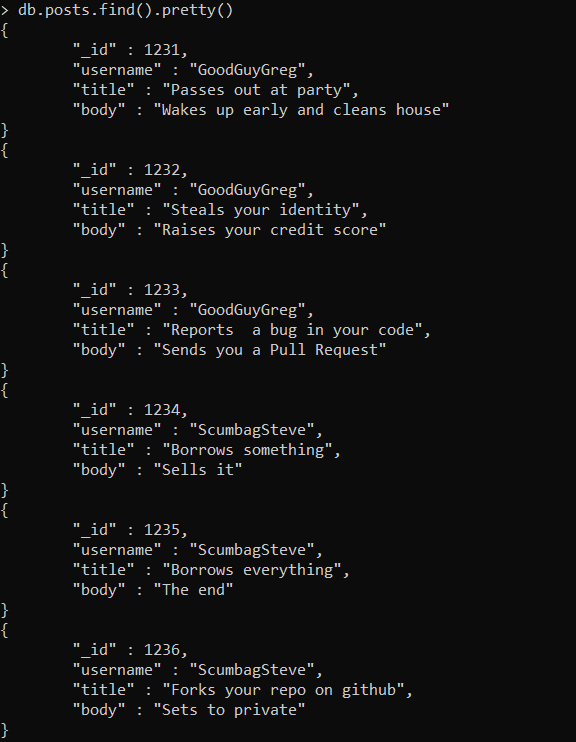 > db.posts.find().pretty()
{
"_id" : 1231,
"username" : "GoodGuyGreg",
"title" : "Passes out at party",
"body" : "Wakes up early and cleans house"
}
{
"_id" : 1232,
"username" : "GoodGuyGreg",
"title" : "Steals your identity",
"body" : "Raises your credit score"
}
{
"_id" : 1233,
"username" : "GoodGuyGreg",
"title" : "Reports  a bug in your code",
"body" : "Sends you a Pull Request"
}
{
"_id" : 1234,
"username" : "ScumbagSteve",
"title" : "Borrows something",
"body" : "Sells it"
}
{
"_id" : 1235,
"username" : "ScumbagSteve",
"title" : "Borrows everything",
"body" : "The end"
}
{
"_id" : 1236,
"username" : "ScumbagSteve",
"title" : "Forks your repo on github",
"body" : "Sets to private"
}